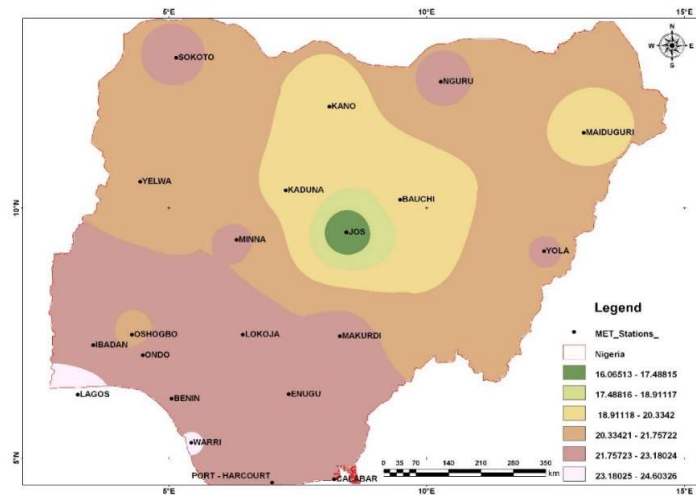 5°E
10°E
15°E
N
W E
S
SOKOTO
NGURU
KANO
MAIDUGURI
YELWA
KADUNA
BAUCHI
10°N
10°N
JOS
MINNA
YOLA
Legend
MET_Stations_
Nigeria
16.06513 - 17.48815
17.48816 - 18.91117
18.91118 - 20.3342
20.33421 - 21.75722
21.75723 - 23.18024
23.18025 - 24.60326
OSHOGBO
LOKOJA
MAKURDI
IBADAN
ONDO
LAGOS
BENIN
ENUGU
WARRI
5°N
5°N
PORT - HARCOURT
CALABAR
0 35 70 140 210 280 350
km
5°E
10°E
15°E